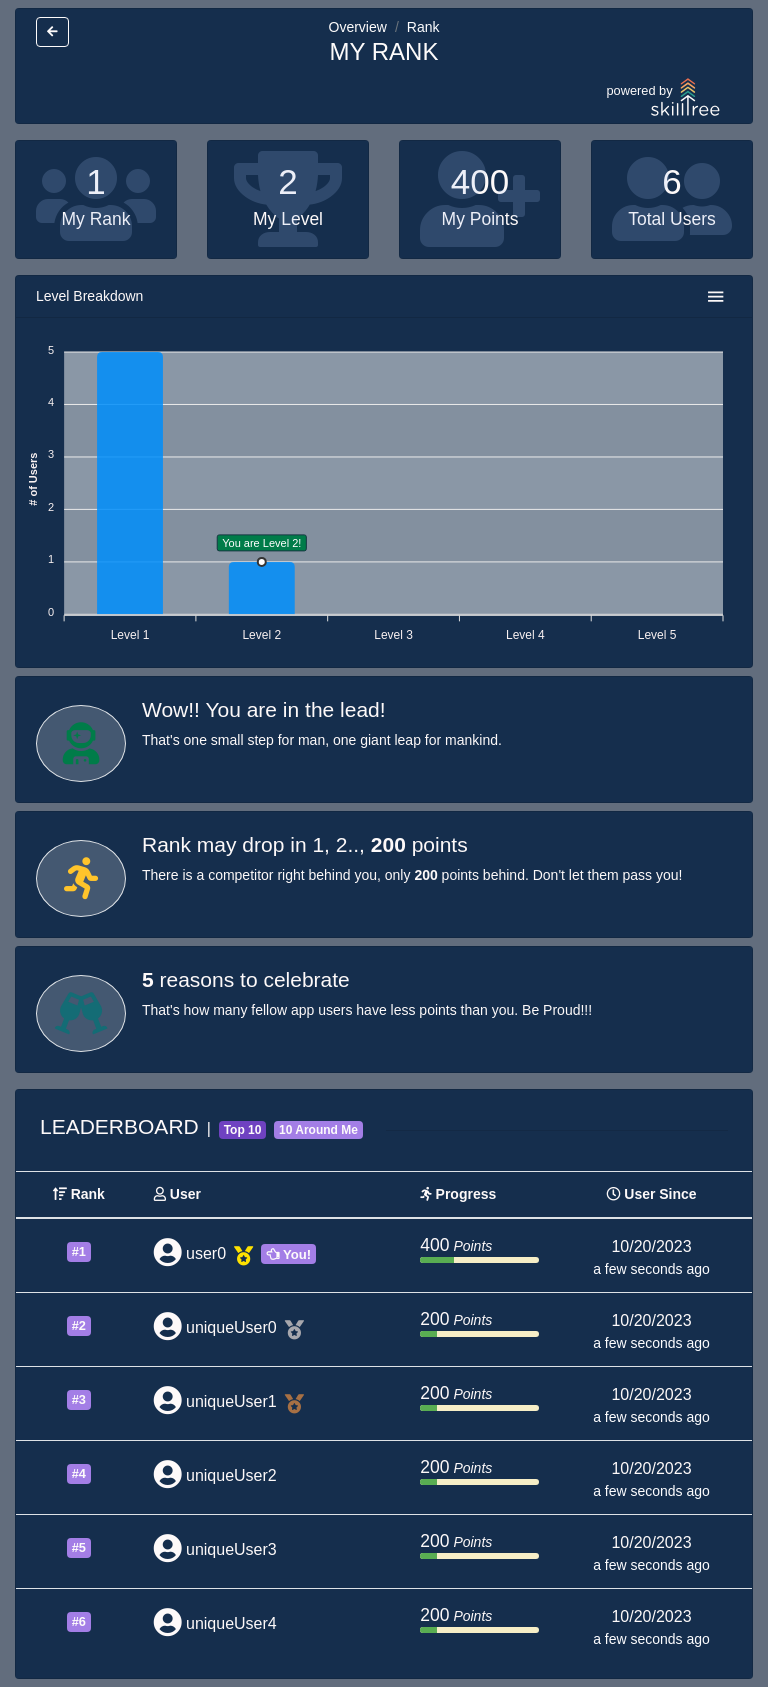 Overview / Rank
MY RANK
powered by
skilltree
1
My Rank
2
My Level
400
My Points
6
Total Users
Level Breakdown
5
4
3
2
1
0
# of Users
You are Level 2!
Level 1 Level 2 Level 3 Level 4 Level 5
Wow!! You are in the lead!
That's one small step for man, one giant leap for mankind.
Rank may drop in 1, 2.., 200 points
There is a competitor right behind you, only 200 points behind. Don't let them pass you!
5 reasons to celebrate
That's how many fellow app users have less points than you. Be Proud!!!
LEADERBOARD | Top 10 10 Around Me
Rank User Progress User Since
#1 user0 You! 400 Points 10/20/2023
a few seconds ago
#2 uniqueUser0 200 Points 10/20/2023
a few seconds ago
#3 uniqueUser1 200 Points 10/20/2023
a few seconds ago
#4 uniqueUser2 200 Points 10/20/2023
a few seconds ago
#5 uniqueUser3 200 Points 10/20/2023
a few seconds ago
#6 uniqueUser4 200 Points 10/20/2023
a few seconds ago